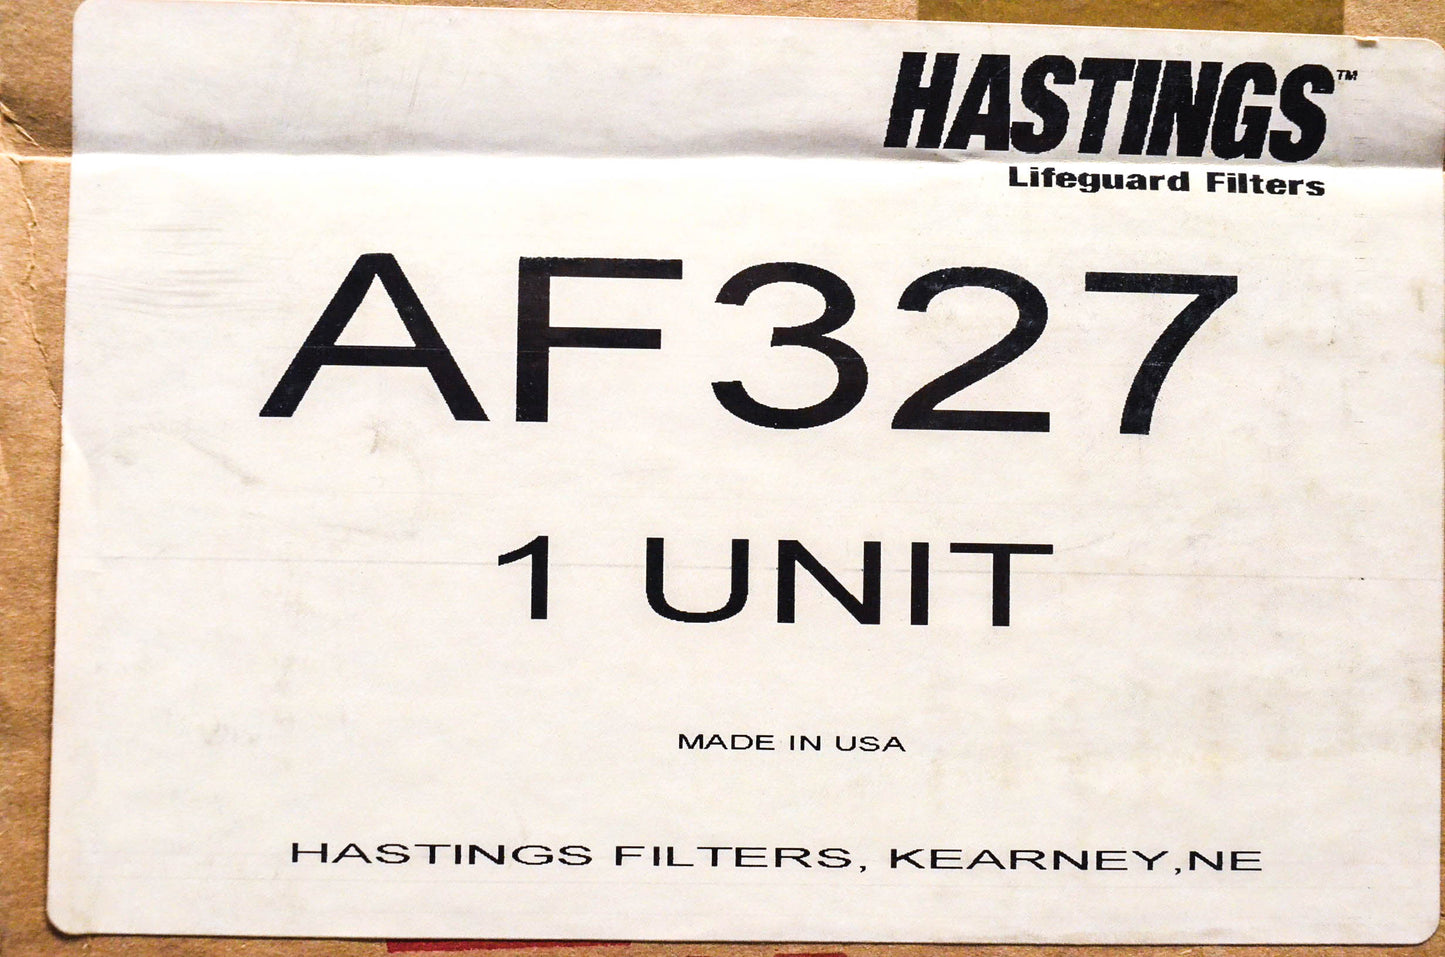 HASTINGS™
Lifeguard Filters
AF327
1 UNIT
MADE IN USA
HASTINGS FILTERS, KEARNEY,NE